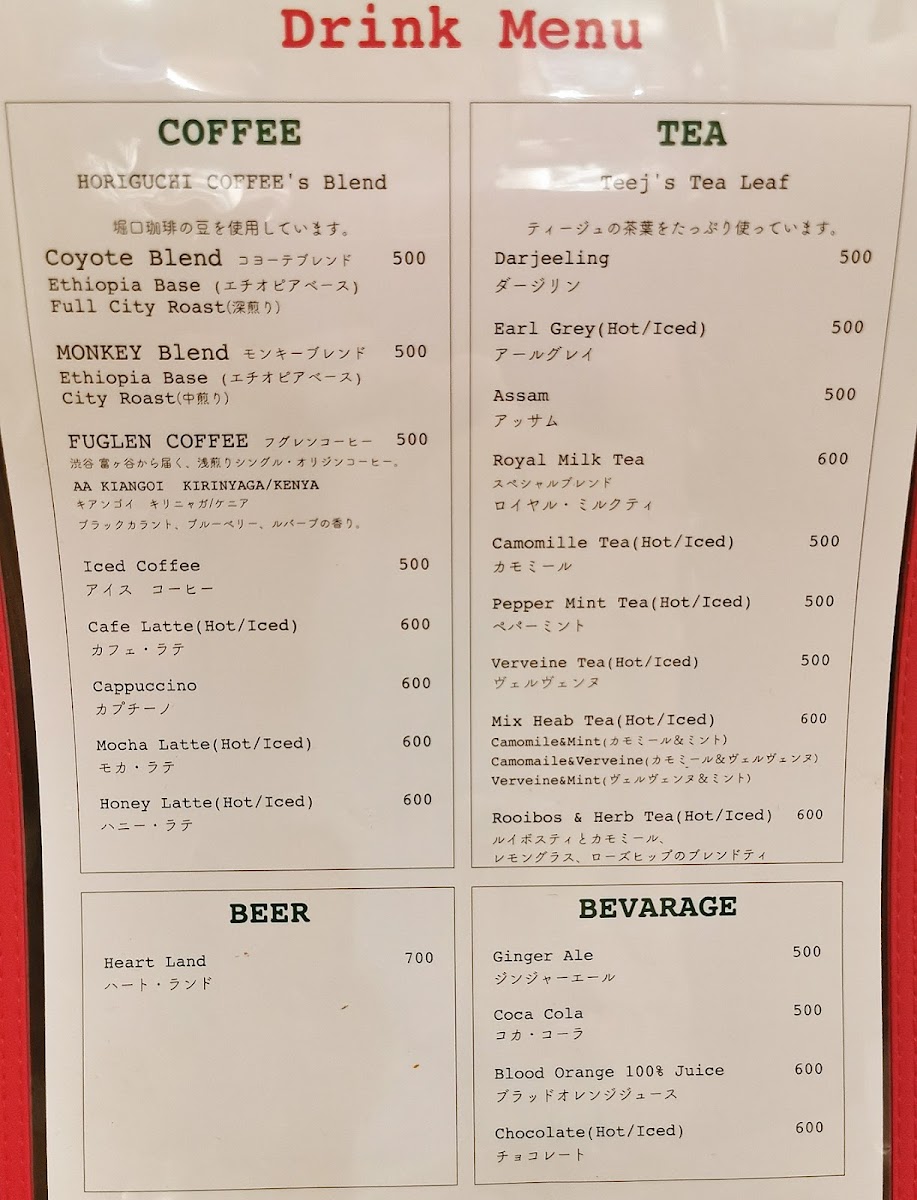 Drink Menu
COFFEE
HORIGUCHI COFFEE's Blend
堀口珈琲の豆を使用しています。
Coyote Blend コヨーテブレンド 500
Ethiopia Base (エチオピアベース)
Full City Roast(深煎り)
MONKEY Blend モンキーブレンド 500
Ethiopia Base (エチオピアベース)
City Roast(中煎り)
FUGLEN COFFEE フグレンコーヒー 500
渋谷 富ヶ谷から届く、浅煎りシングル・オリジンコーヒー。
AA KIANGOI KIRINYAGA/KENYA
キアンゴイ キリニャガ/ケニア
ブラックカラント、ブルーベリー、ルバーブの香り。
Iced Coffee 500
アイス コーヒー
Cafe Latte(Hot/Iced) 600
カフェ・ラテ
Cappuccino 600
カプチーノ
Mocha Latte(Hot/Iced) 600
モカ・ラテ
Honey Latte(Hot/Iced) 600
ハニー・ラテ
TEA
Teej's Tea Leaf
ティージュの茶葉をたっぷり使っています。
Darjeeling 500
ダージリン
Earl Grey(Hot/Iced) 500
アールグレイ
Assam 500
アッサム
Royal Milk Tea 600
スペシャルブレンド
ロイヤル・ミルクティ
Camomille Tea(Hot/Iced) 500
カモミール
Pepper Mint Tea(Hot/Iced) 500
ペパーミント
Verveine Tea(Hot/Iced) 500
ヴェルヴェンヌ
Mix Heab Tea(Hot/Iced) 600
Camomile&Mint(カモミール&ミント)
Camomaile&Verveine(カモミール&ヴェルヴェンヌ)
Verveine&Mint(ヴェルヴェンヌ&ミント)
Rooibos & Herb Tea(Hot/Iced) 600
ルイボスティとカモミール、
レモングラス、ローズヒップのブレンドティ
BEER
Heart Land 700
ハート・ランド
BEVARAGE
Ginger Ale 500
ジンジャーエール
Coca Cola 500
コカ・コーラ
Blood Orange 100% Juice 600
ブラッドオレンジジュース
Chocolate(Hot/Iced) 600
チョコレート